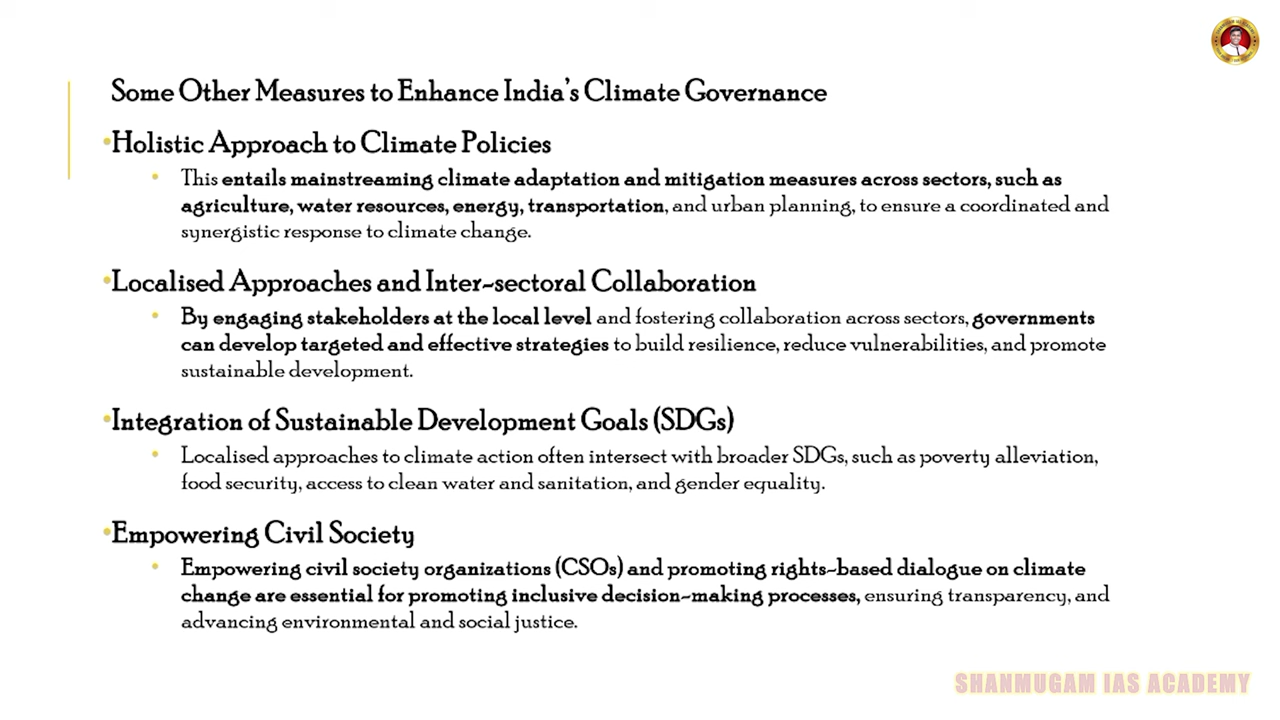 Some Other Measures to Enhance India's Climate Governance
•Holistic Approach to Climate Policies
• This entails mainstreaming climate adaptation and mitigation measures across sectors, such as
agriculture, water resources, energy, transportation, and urban planning, to ensure a coordinated and
synergistic response to climate change.
•Localised Approaches and Inter-sectoral Collaboration
• By engaging stakeholders at the local level and fostering collaboration across sectors, governments
can develop targeted and effective strategies to build resilience, reduce vulnerabilities, and promote
sustainable development.
•Integration of Sustainable Development Goals (SDGs)
• Localised approaches to climate action often intersect with broader SDGs, such as poverty alleviation,
food security, access to clean water and sanitation, and gender equality.
•Empowering Civil Society
• Empowering civil society organizations (CSOs) and promoting rights-based dialogue on climate
change are essential for promoting inclusive decision-making processes, ensuring transparency, and
advancing environmental and social justice.
SHANMUGAM IAS ACADEMY